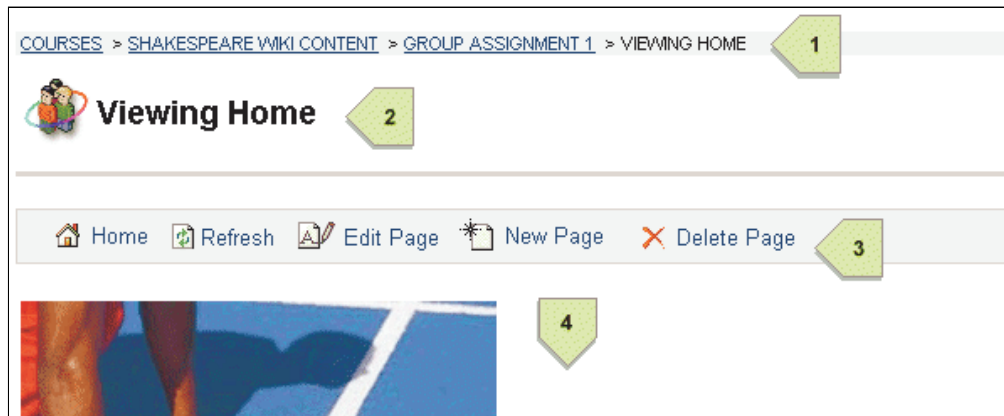 COURSES > SHAKESPEARE WIKI CONTENT > GROUP ASSIGNMENT 1 > VIEWING HOME 1
Viewing Home 2
Home Refresh Edit Page New Page Delete Page 3
4